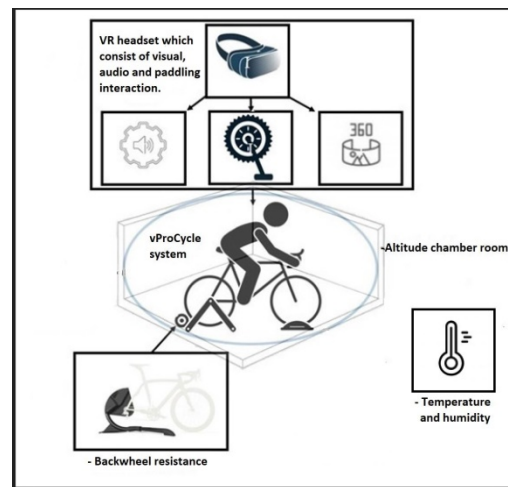 VR headset which
consist of visual,
audio and paddling
interaction.
360
vProCycle
system
-Altitude chamber room
- Temperature
and humidity
- Backwheel resistance